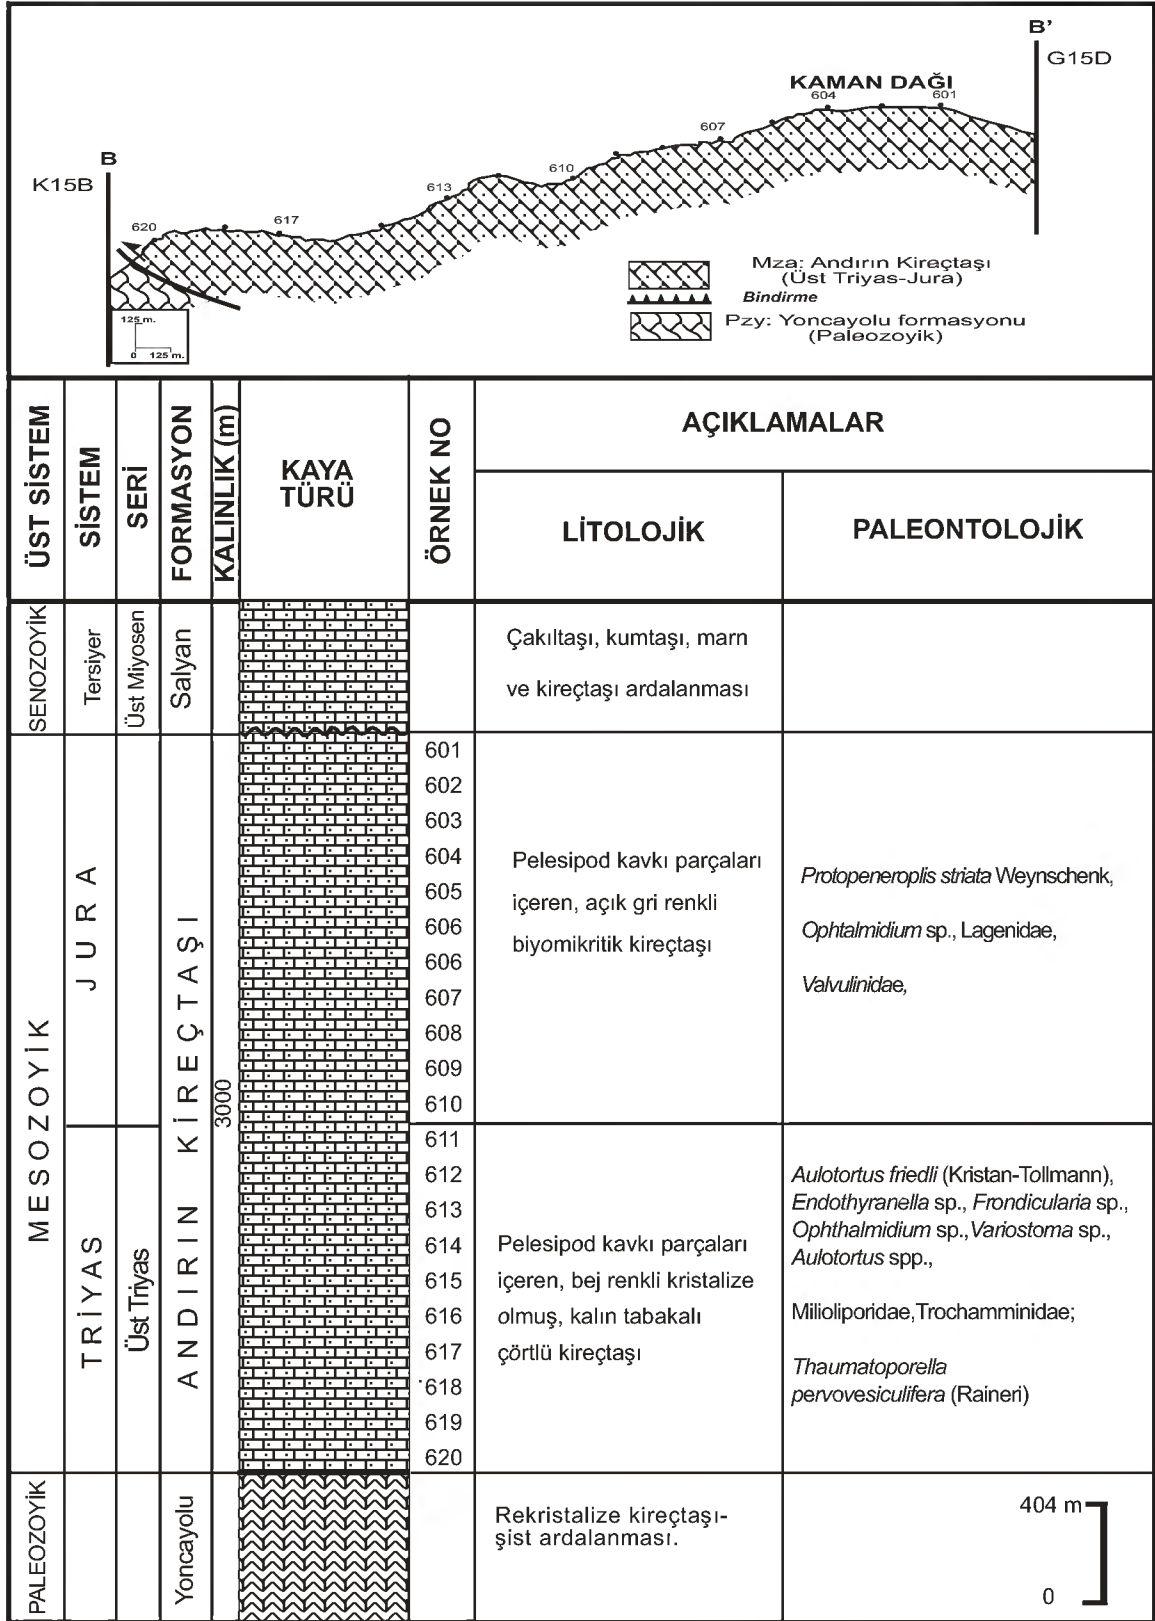 B'
G15D
KAMAN DAĞI
604
601
607
B
K15B
610
613
620
617
Mza: Andırın Kireçtaşı
(Üst Triyas-Jura)
Bindirme
Pzy: Yoncayolu formasyonu
(Paleozoyik)
125 m.
0 125 m.
ÜST SİSTEM
SİSTEM
SERİ
FORMASYON
KALINLIK (m)
KAYA
TÜRÜ
ÖRNEK NO
AÇIKLAMALAR
LİTOLOJİK
PALEONTOLOJİK
SENOZOYİK
Tersiyer
Üst Miyosen
Salyan
Çakıltaşı, kumtaşı, marn
ve kireçtaşı ardalanması
MESOZOYİK
JURA
ANDIRIN KİREÇTAŞI
3000
601
602
603
604
605
606
606
607
608
609
610
Pelesipod kavkı parçaları
içeren, açık gri renkli
biyomikritik kireçtaşı
Protopeneroplis striata Weynschenk,
Ophtalmidium sp., Lagenidae,
Valvulinidae,
TRİYAS
Üst Triyas
611
612
613
614
615
616
617
618
619
620
Pelesipod kavkı parçaları
içeren, bej renkli kristalize
olmuş, kalın tabakalı
çörtlü kireçtaşı
Aulotortus friedli (Kristan-Tollmann),
Endothyranella sp., Frondicularia sp.,
Ophthalmidium sp., Variostoma sp.,
Aulotortus spp.,
Milioliporidae, Trochamminidae;
Thaumatoporella
pervovesiculifera (Raineri)
PALEOZOYİK
Yoncayolu
Rekristalize kireçtaşı-
şist ardalanması.
404 m
0